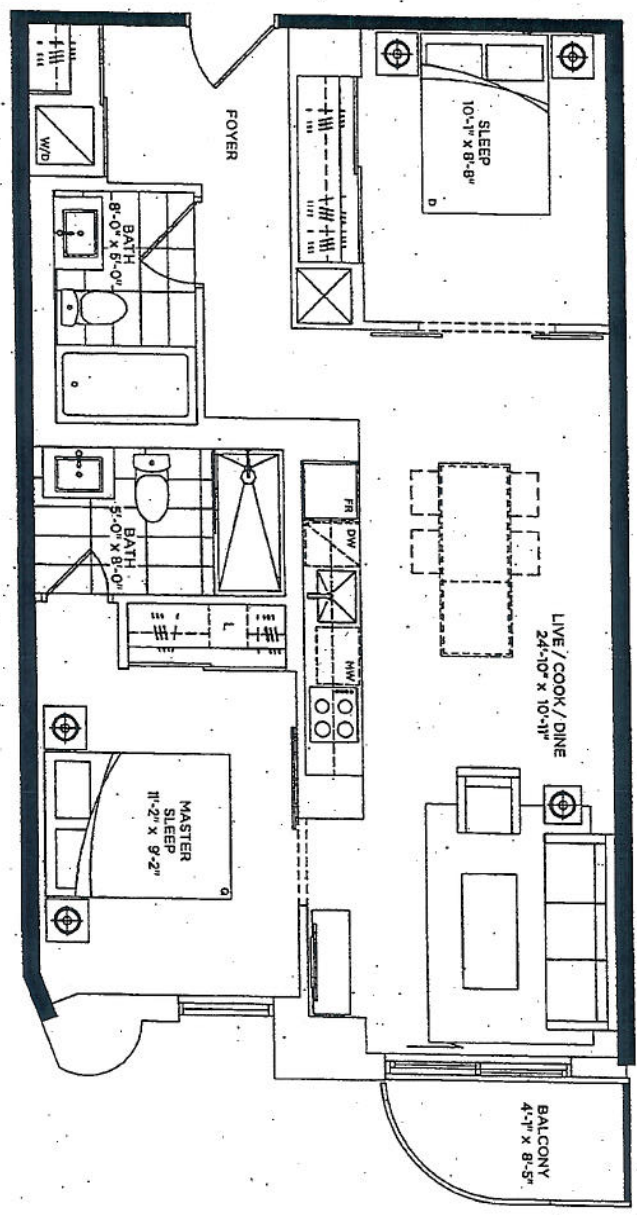 SLEEP
10'-1" x 8'-8"
D
FOYER
W/D
BATH
8'-0" x 5'-0"
BATH
5'-0" x 8'-0"
FR
DW
MW
L
LIVE / COOK / DINE
24'-10" x 10'-11"
MASTER
SLEEP
11'-2" x 9'-2"
Q
BALCONY
4'-1" x 8'-5"